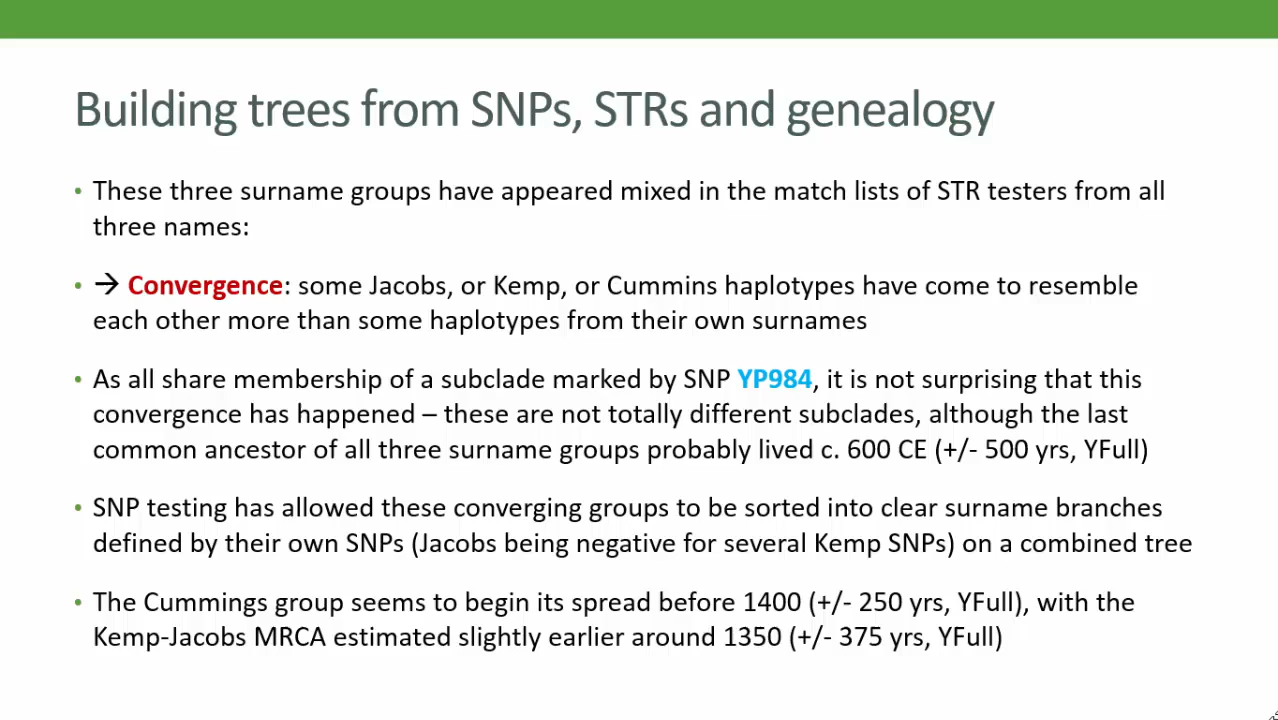 Building trees from SNPs, STRs and genealogy
• These three surname groups have appeared mixed in the match lists of STR testers from all
three names:
• → Convergence: some Jacobs, or Kemp, or Cummins haplotypes have come to resemble
each other more than some haplotypes from their own surnames
• As all share membership of a subclade marked by SNP YP984, it is not surprising that this
convergence has happened – these are not totally different subclades, although the last
common ancestor of all three surname groups probably lived c. 600 CE (+/- 500 yrs, YFull)
• SNP testing has allowed these converging groups to be sorted into clear surname branches
defined by their own SNPs (Jacobs being negative for several Kemp SNPs) on a combined tree
• The Cummings group seems to begin its spread before 1400 (+/- 250 yrs, YFull), with the
Kemp-Jacobs MRCA estimated slightly earlier around 1350 (+/- 375 yrs, YFull)